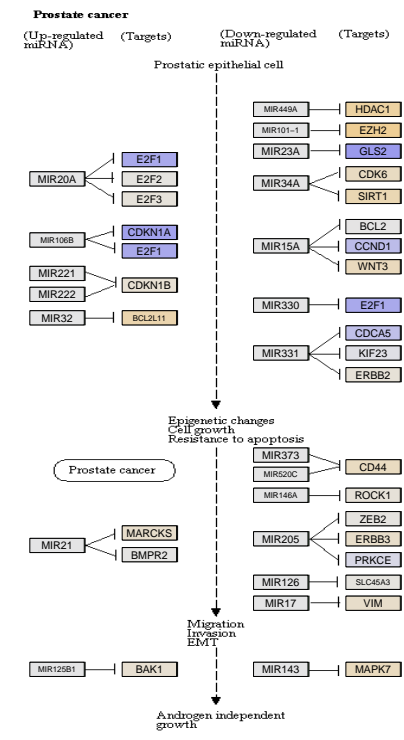 Prostate cancer
(Up-regulated miRNA) (Targets) (Down-regulated miRNA) (Targets)
Prostatic epithelial cell
MIR449A HDAC1
MIR101-1 EZH2
MIR23A GLS2
MIR20A E2F1 E2F2 E2F3
MIR34A CDK6 SIRT1
MIR106B CDKN1A E2F1
MIR15A BCL2 CCND1 WNT3
MIR221 MIR222 CDKN1B
MIR330 E2F1
MIR32 BCL2L11
MIR331 CDCA5 KIF23 ERBB2
Epigenetic changes
Cell growth
Resistance to apoptosis
Prostate cancer
MIR373 MIR520C CD44
MIR146A ROCK1
MIR21 MARCKS BMPR2
MIR205 ZEB2 ERBB3 PRKCE
MIR126 SLC45A3
MIR17 VIM
Migration
Invasion
EMT
MIR125B1 BAK1
MIR143 MAPK7
Androgen independent
growth